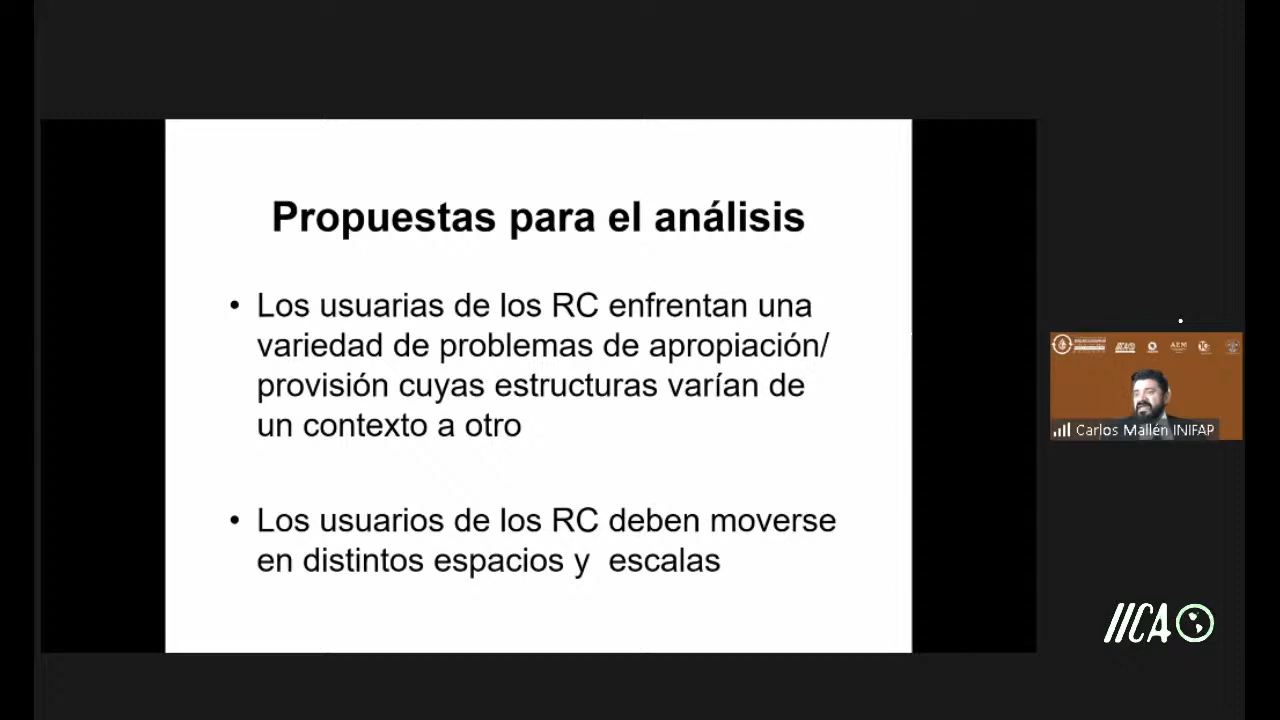 Propuestas para el análisis
• Los usuarias de los RC enfrentan una
variedad de problemas de apropiación/
provisión cuyas estructuras varían de
un contexto a otro
• Los usuarios de los RC deben moverse
en distintos espacios y escalas
IICA
AEM
Carlos Mallén INIFAP
IICA